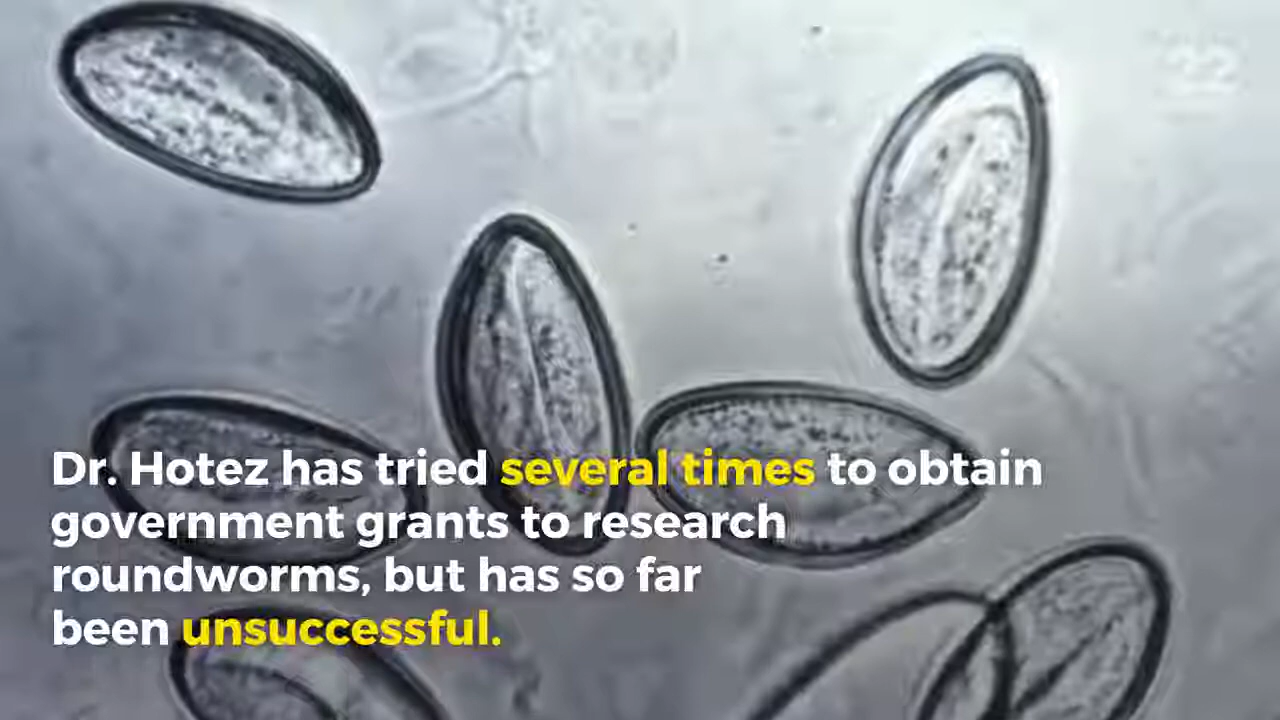 Dr. Hotez has tried several times to obtain
government grants to research
roundworms, but has so far
been unsuccessful.